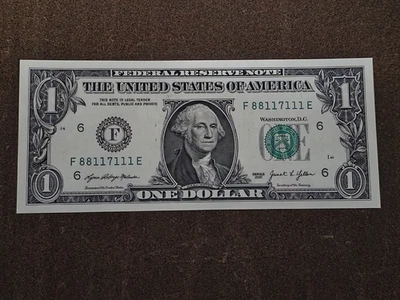 FEDERAL RESERVE NOTE
THE UNITED STATES OF AMERICA
1
1
THIS NOTE IS LEGAL TENDER
FOR ALL DEBTS, PUBLIC AND PRIVATE
F 88117111 E
WASHINGTON, D.C.
6
6
F
ONE
F 88117111 E
6
6
SERIES
1
ONE DOLLAR
1